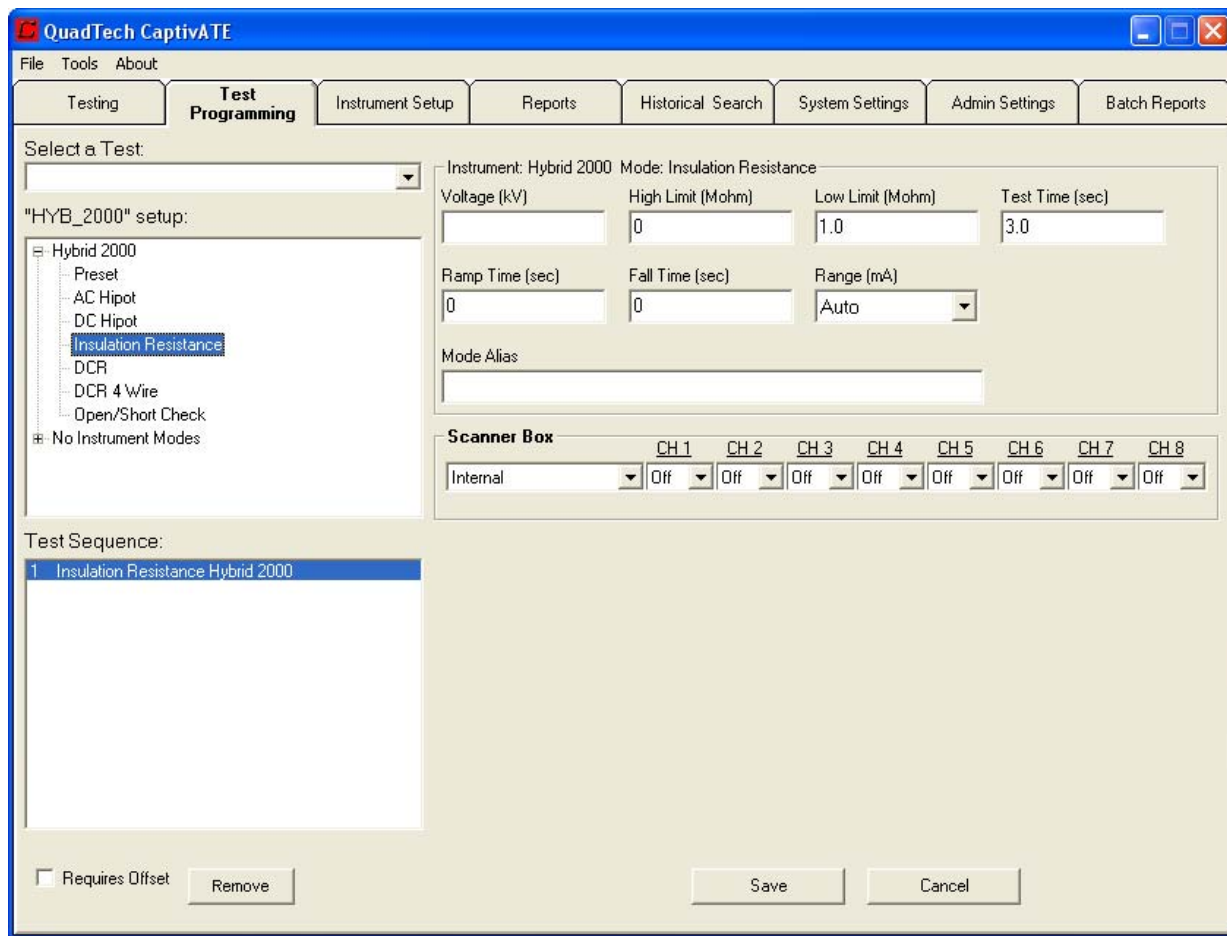 QuadTech CaptivATE
File Tools About
Testing
Test Programming
Instrument Setup
Reports
Historical Search
System Settings
Admin Settings
Batch Reports
Select a Test:
"HYB_2000" setup:
Hybrid 2000
Preset
AC Hipot
DC Hipot
Insulation Resistance
DCR
DCR 4 Wire
Open/Short Check
No Instrument Modes
Instrument: Hybrid 2000 Mode: Insulation Resistance
Voltage (kV) High Limit (Mohm) Low Limit (Mohm) Test Time (sec)
0 1.0 3.0
Ramp Time (sec) Fall Time (sec) Range (mA)
0 0 Auto
Mode Alias
Scanner Box CH 1 CH 2 CH 3 CH 4 CH 5 CH 6 CH 7 CH 8
Internal Off Off Off Off Off Off Off Off
Test Sequence:
1 Insulation Resistance Hybrid 2000
Requires Offset Remove Save Cancel